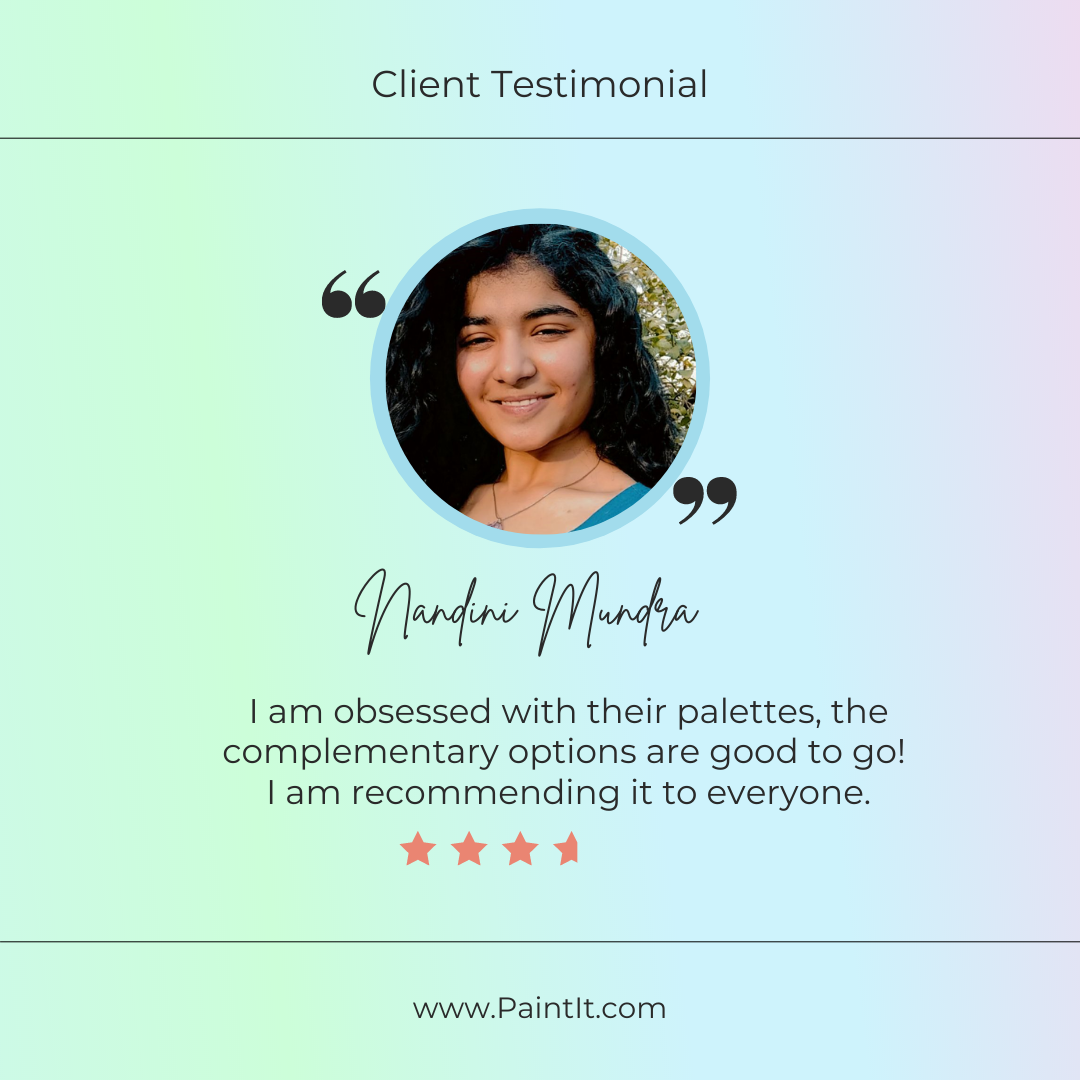 Client Testimonial
Nandini Mundra
I am obsessed with their palettes, the
complementary options are good to go!
I am recommending it to everyone.
www.PaintIt.com